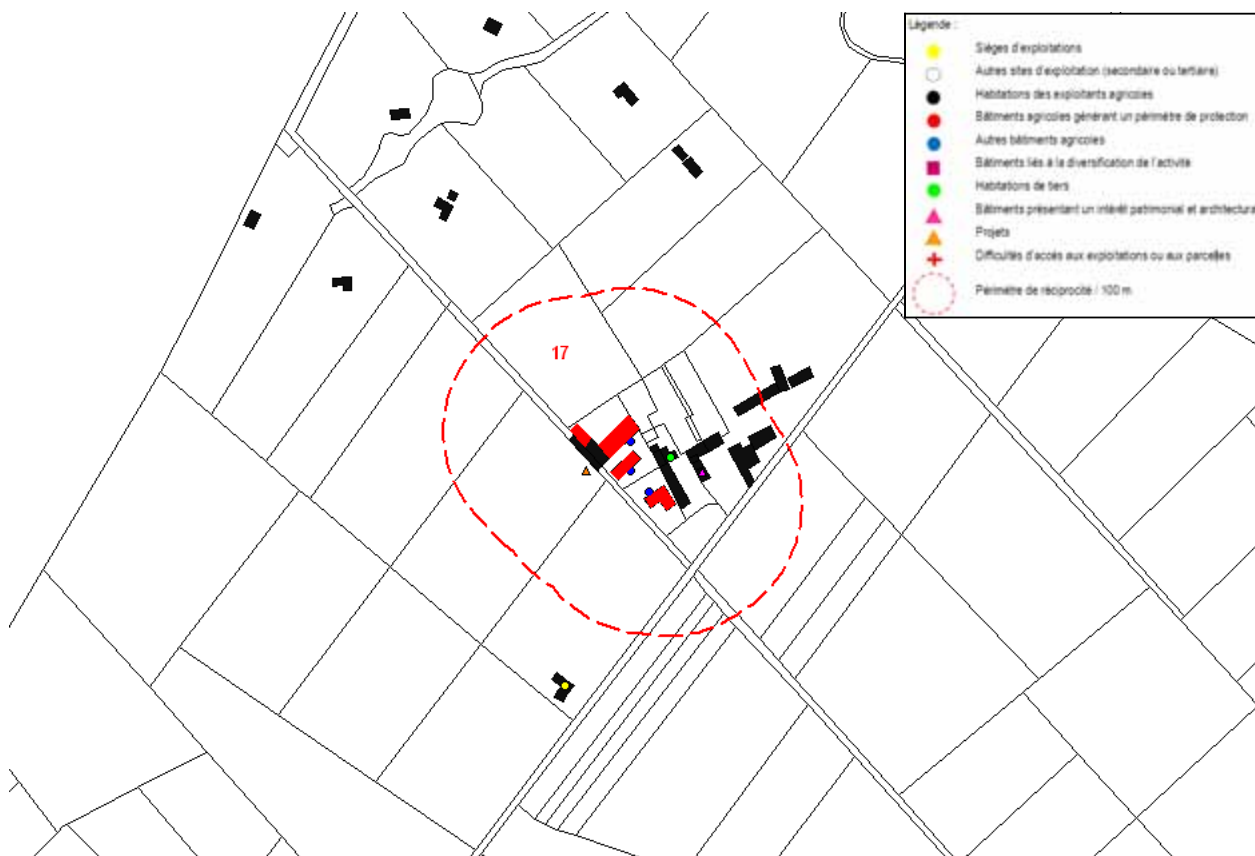 Légende :
Sièges d'exploitations
Autres sites d'exploitation (secondaire ou tertiaire)
Habitations des exploitants agricoles
Bâtiments agricoles générant un périmètre de protection
Autres bâtiments agricoles
Bâtiments liés à la diversification de l'activité
Habitations de tiers
Bâtiments présentant un intérêt patrimonial et architectura
Projets
Difficultés d'accés aux exploitations ou aux parcelles
Périmètre de réciprocité / 100 m
17